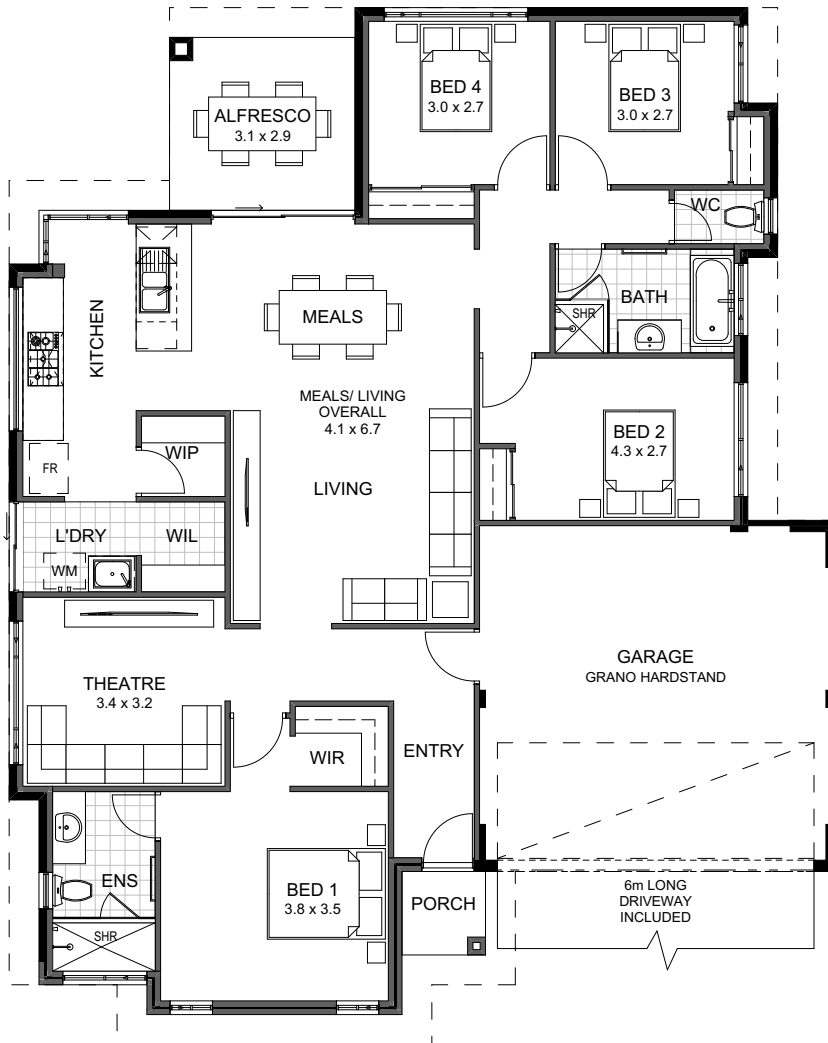 BED 4
3.0 x 2.7
BED 3
3.0 x 2.7
ALFRESCO
3.1 x 2.9
WC
BATH
SHR
KITCHEN
MEALS
MEALS/ LIVING
OVERALL
4.1 x 6.7
BED 2
4.3 x 2.7
WIP
FR
LIVING
L'DRY
WIL
WM
GARAGE
GRANO HARDSTAND
THEATRE
3.4 x 3.2
WIR
ENTRY
ENS
BED 1
3.8 x 3.5
PORCH
6m LONG
DRIVEWAY
INCLUDED
SHR